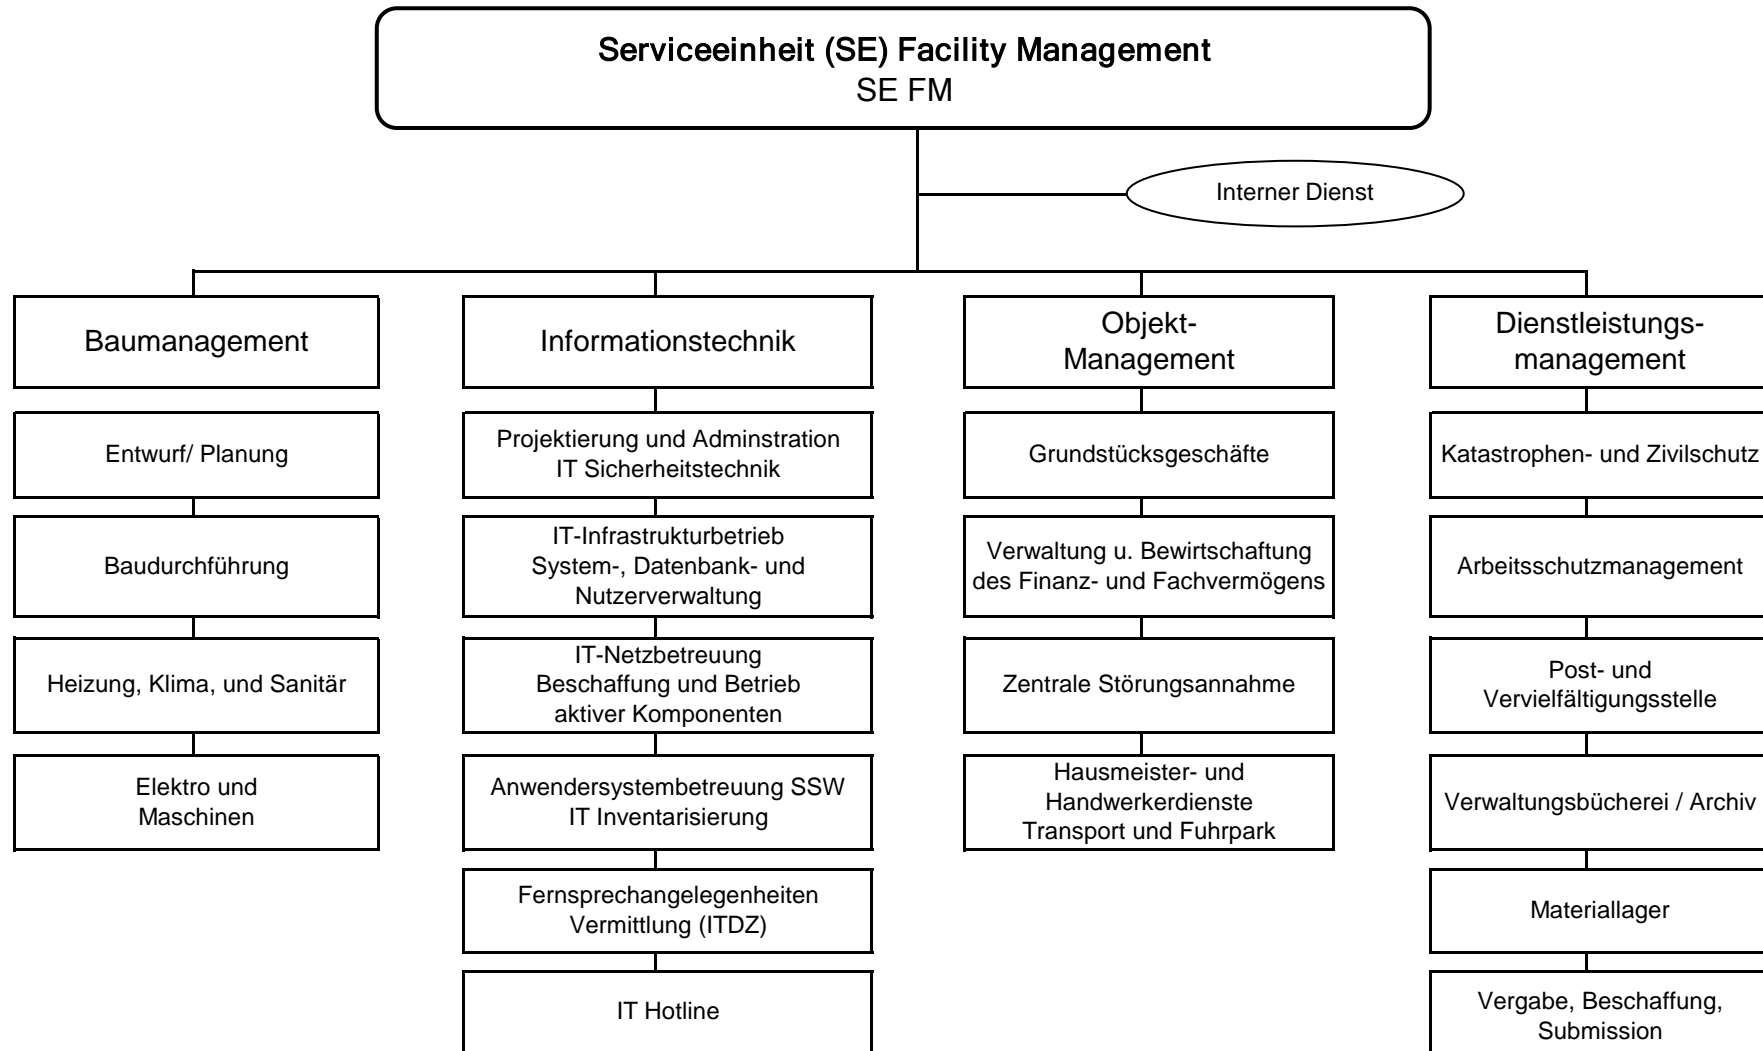 Serviceeinheit (SE) Facility Management
SE FM
Interner Dienst
Baumanagement
Entwurf/ Planung
Baudurchführung
Heizung, Klima, und Sanitär
Elektro und
Maschinen
Informationstechnik
Projektierung und Adminstration
IT Sicherheitstechnik
IT-Infrastrukturbetrieb
System-, Datenbank- und
Nutzerverwaltung
IT-Netzbetreuung
Beschaffung und Betrieb
aktiver Komponenten
Anwendersystembetreuung SSW
IT Inventarisierung
Fernsprechangelegenheiten
Vermittlung (ITDZ)
IT Hotline
Objekt-
Management
Grundstücksgeschäfte
Verwaltung u. Bewirtschaftung
des Finanz- und Fachvermögens
Zentrale Störungsannahme
Hausmeister- und
Handwerkerdienste
Transport und Fuhrpark
Dienstleistungs-
management
Katastrophen- und Zivilschutz
Arbeitsschutzmanagement
Post- und
Vervielfältigungsstelle
Verwaltungsbücherei / Archiv
Materiallager
Vergabe, Beschaffung,
Submission